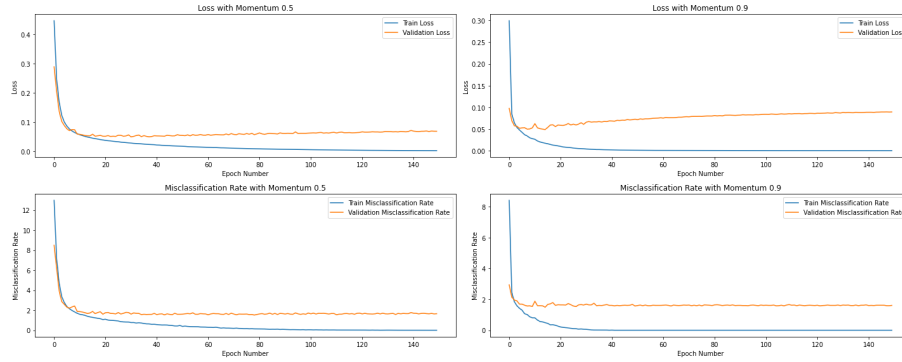 Loss with Momentum 0.5
Train Loss
Validation Loss
0.4
0.3
0.2
0.1
0.0
Loss
0 20 40 60 80 100 120 140
Epoch Number
Loss with Momentum 0.9
Train Loss
Validation Loss
0.30
0.25
0.20
0.15
0.10
0.05
0.00
Loss
0 20 40 60 80 100 120 140
Epoch Number
Misclassification Rate with Momentum 0.5
Train Misclassification Rate
Validation Misclassification Rate
12
10
8
6
4
2
0
Misclassification Rate
0 20 40 60 80 100 120 140
Epoch Number
Misclassification Rate with Momentum 0.9
Train Misclassification Rate
Validation Misclassification Rate
8
6
4
2
0
Misclassification Rate
0 20 40 60 80 100 120 140
Epoch Number